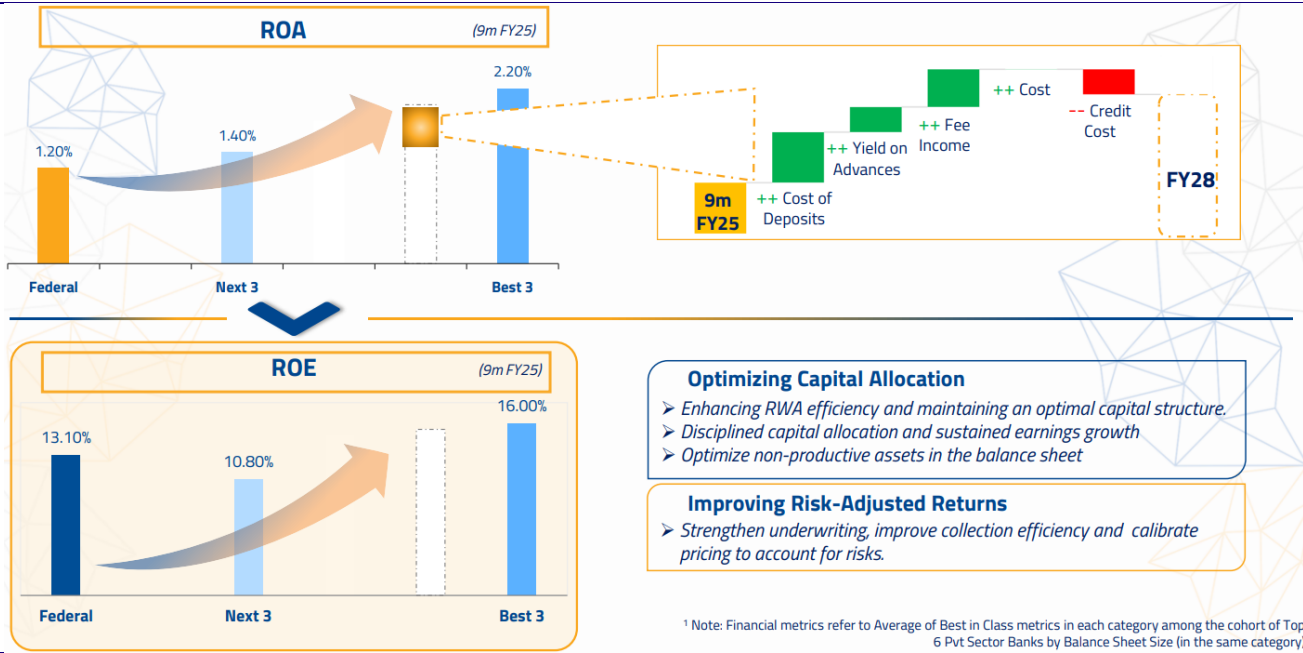 ROA
(9m FY25)
2.20%
1.40%
1.20%
Federal
Next 3
Best 3
++ Cost
-- Credit
Cost
++ Fee
Income
++ Yield on
Advances
++ Cost of
Deposits
9m
FY25
FY28
ROE
(9m FY25)
16.00%
13.10%
10.80%
Federal
Next 3
Best 3
Optimizing Capital Allocation
➢ Enhancing RWA efficiency and maintaining an optimal capital structure.
➢ Disciplined capital allocation and sustained earnings growth
➢ Optimize non-productive assets in the balance sheet
Improving Risk-Adjusted Returns
➢ Strengthen underwriting, improve collection efficiency and calibrate
pricing to account for risks.
¹ Note: Financial metrics refer to Average of Best in Class metrics in each category among the cohort of Top
6 Pvt Sector Banks by Balance Sheet Size (in the same category)